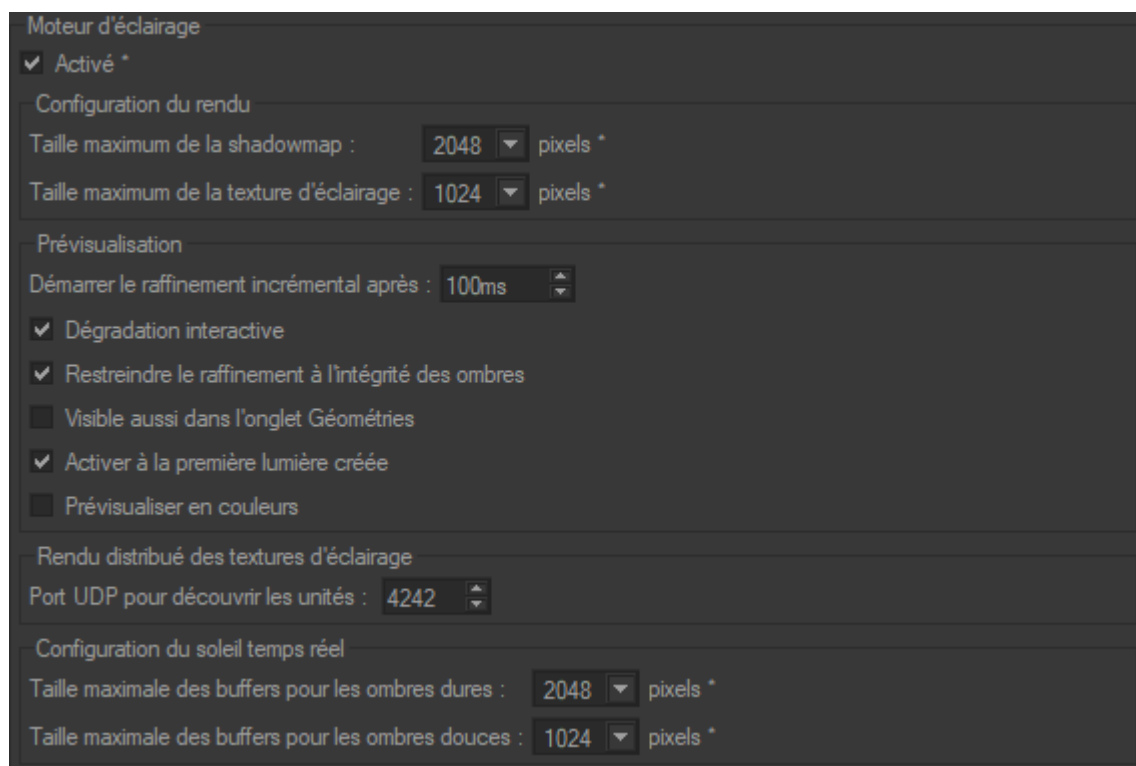 Moteur d'éclairage
Activé *
Configuration du rendu
Taille maximum de la shadowmap : 2048 pixels *
Taille maximum de la texture d'éclairage : 1024 pixels *
Prévisualisation
Démarrer le raffinement incrémental après : 100ms
Dégradation interactive
Restreindre le raffinement à l'intégrité des ombres
Visible aussi dans l'onglet Géométries
Activer à la première lumière créée
Prévisualiser en couleurs
Rendu distribué des textures d'éclairage
Port UDP pour découvrir les unités : 4242
Configuration du soleil temps réel
Taille maximale des buffers pour les ombres dures : 2048 pixels *
Taille maximale des buffers pour les ombres douces : 1024 pixels *